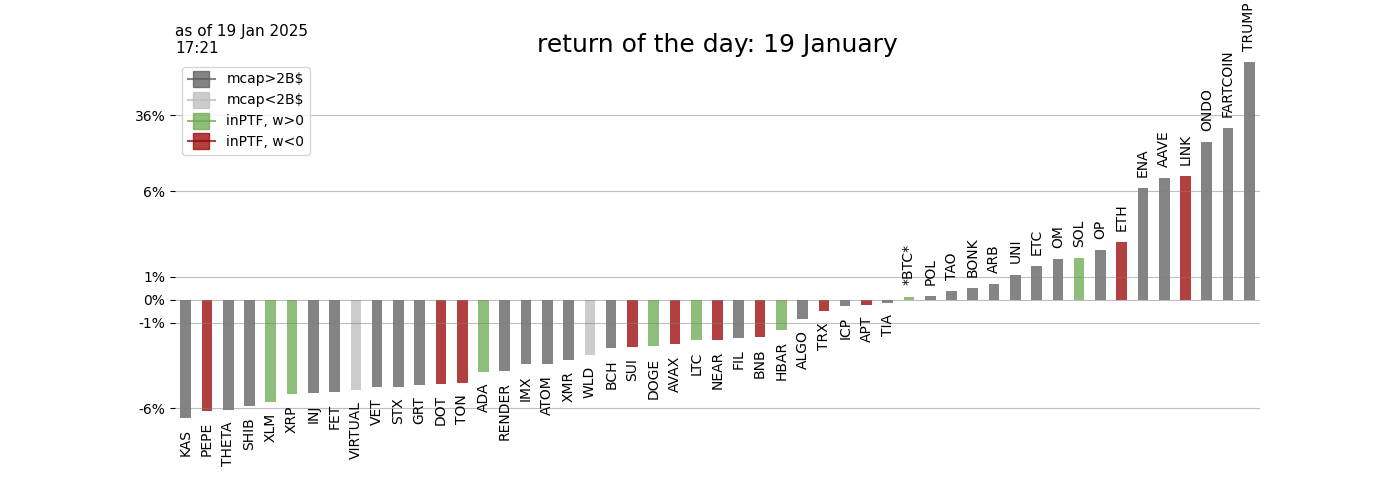 as of 19 Jan 2025
17:21
return of the day: 19 January
mcap>2B$
mcap<2B$
inPTF, w>0
inPTF, w<0
36%
6%
1%
0%
-1%
-6%
KAS
PEPE
THETA
SHIB
XLM
XRP
INJ
FET
VIRTUAL
VET
STX
GRT
DOT
TON
ADA
RENDER
IMX
ATOM
XMR
WLD
BCH
SUI
DOGE
AVAX
LTC
NEAR
FIL
BNB
HBAR
ALGO
TRX
ICP
APT
TIA
*BTC*
POL
TAO
BONK
ARB
UNI
ETC
OM
SOL
OP
ETH
ENA
AAVE
LINK
ONDO
FARTCOIN
TRUMP